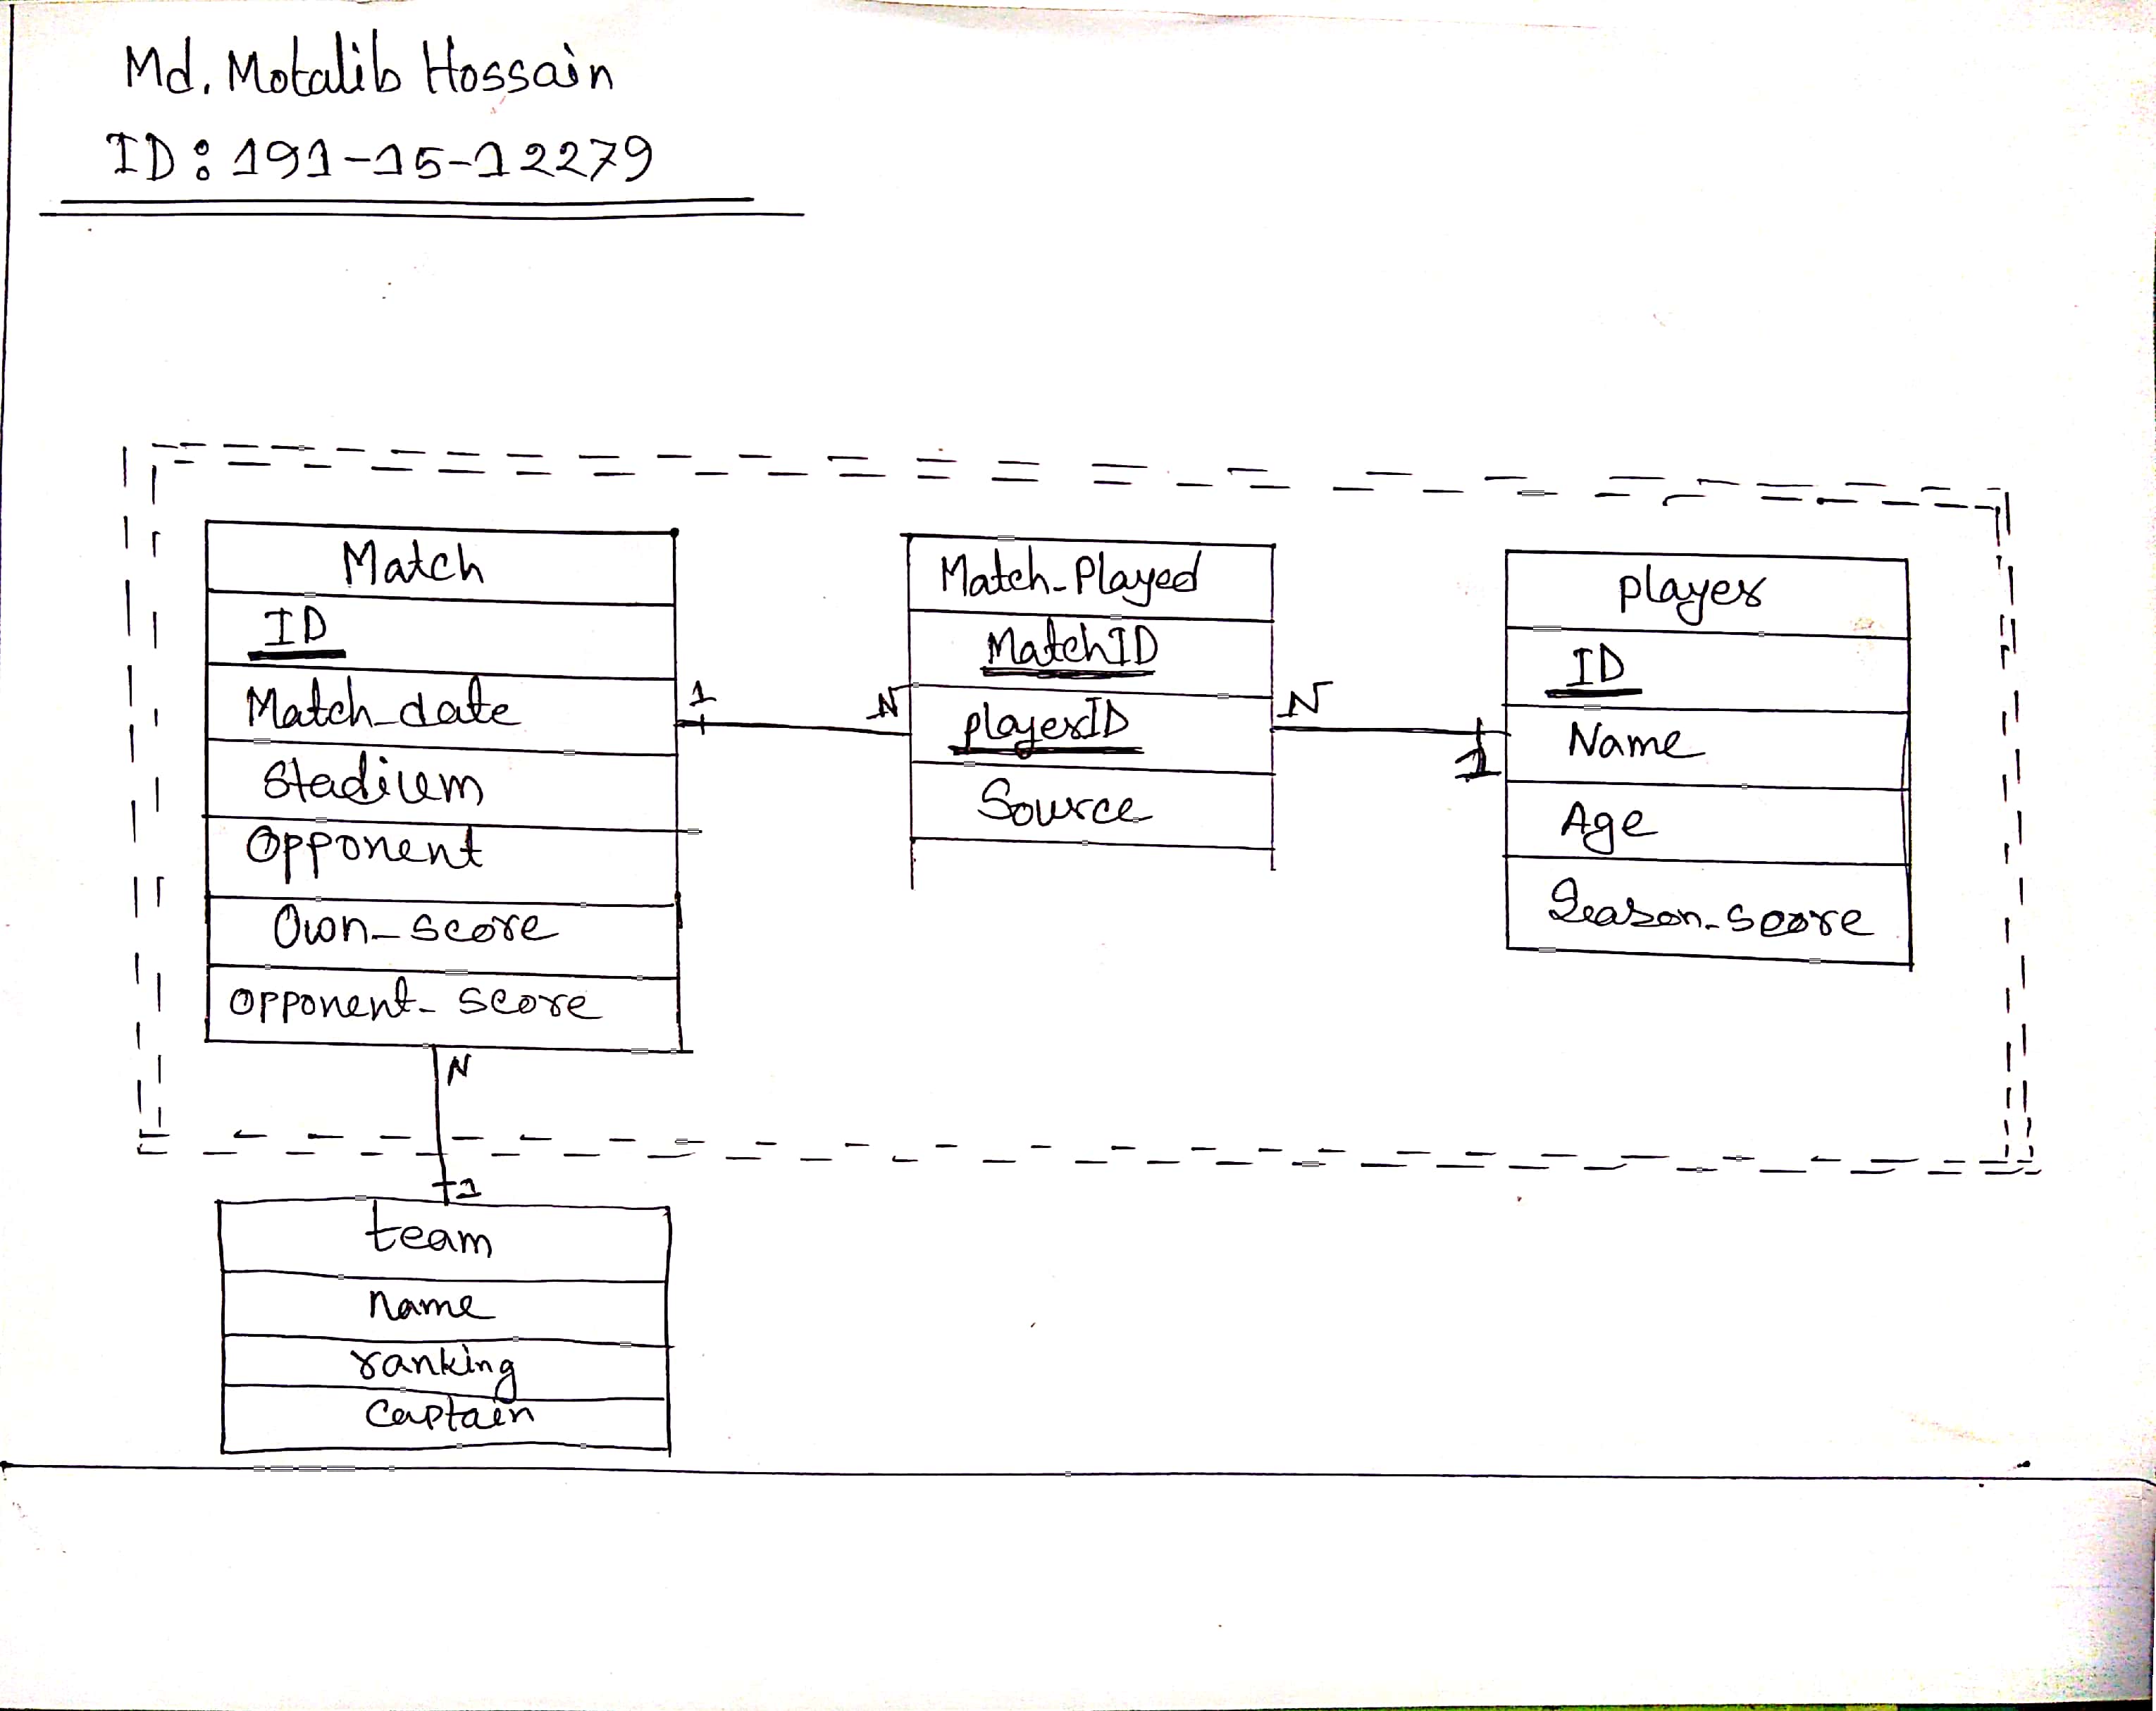 Md. Motalib Hossain
ID: 191-15-12279
Match
ID
Match_date
Stadium
Opponent
Own_score
opponent_score
1
N
Match_Played
MatchID
playerID
Source
N
1
player
ID
Name
Age
Season_score
N
1
team
name
ranking
Captain